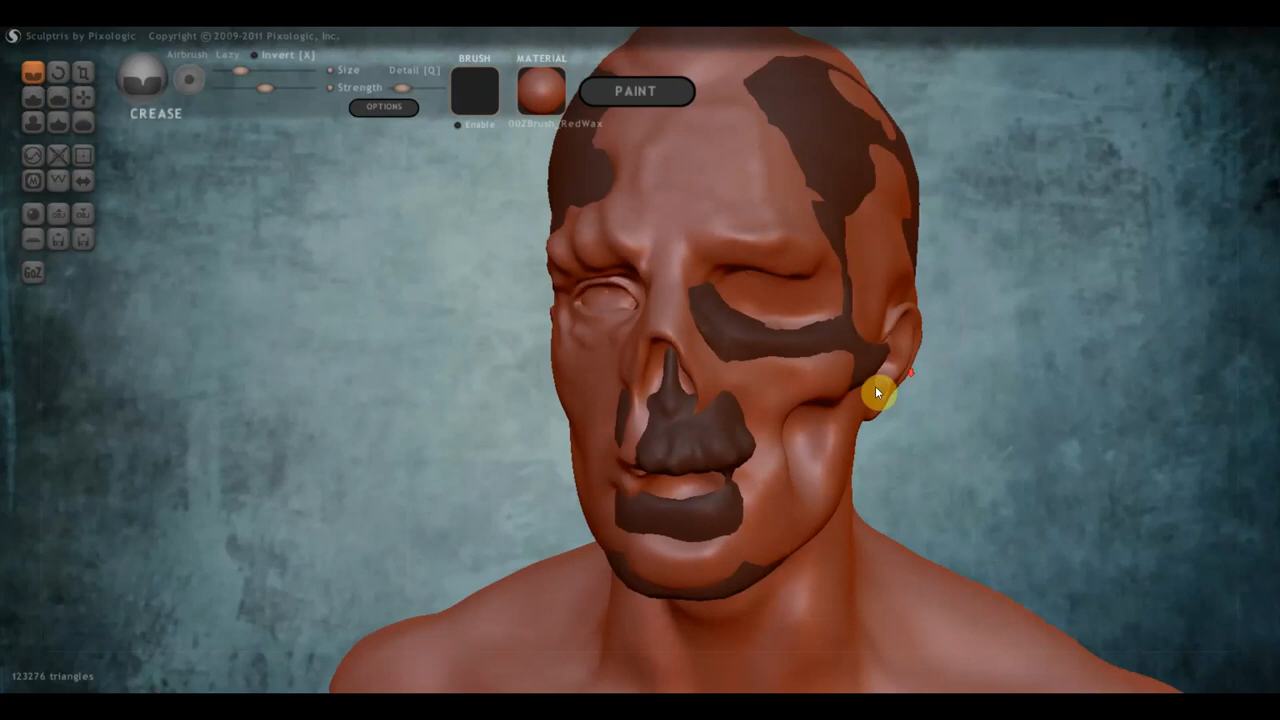 Sculptris by Pixologic Copyright ©2009-2011 Pixologic, Inc.
Airbrush Lazy Invert [X]
BRUSH MATERIAL
Size Detail [Q]
Strength
PAINT
OPTIONS
CREASE
Enable 00ZBrush_RedWax
GoZ
123276 triangles